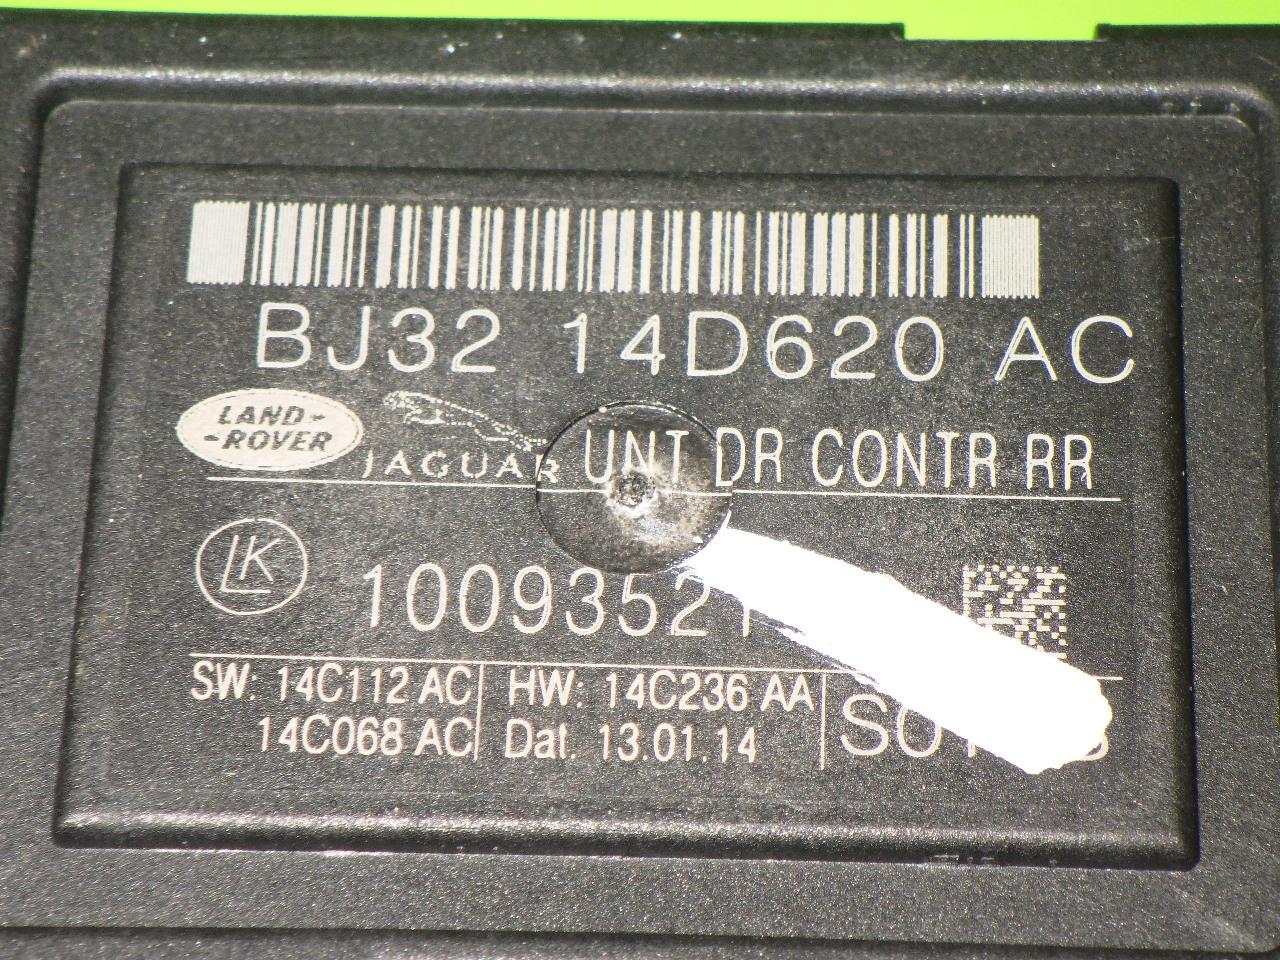 BJ32 14D620 AC
LAND-
-ROVER
JAGUAR
UNT DR CONTR RR
LK
SW: 14C112 AC
14C068 AC
HW: 14C236 AA
Dat. 13.01.14